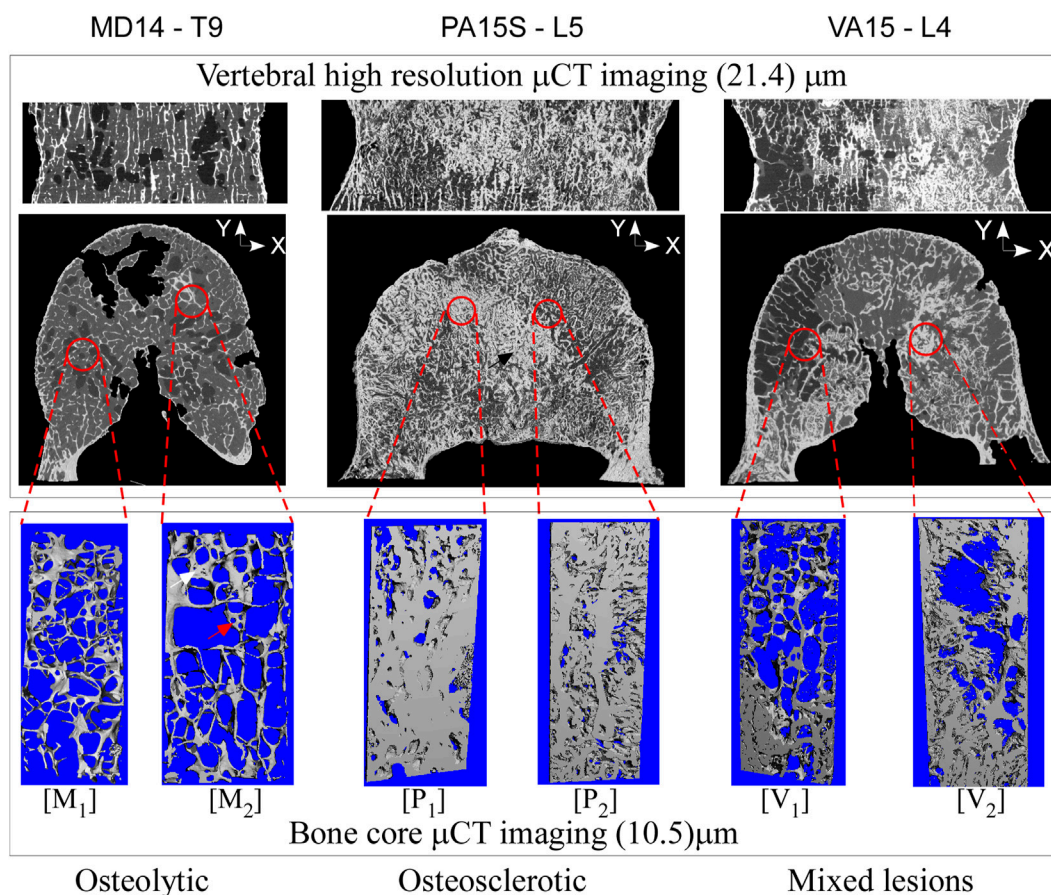 MD14 - T9 PA15S - L5 VA15 - L4
Vertebral high resolution μCT imaging (21.4) μm
Y X Y X Y X
[M1] [M2] [P1] [P2] [V1] [V2]
Bone core μCT imaging (10.5)μm
Osteolytic Osteosclerotic Mixed lesions